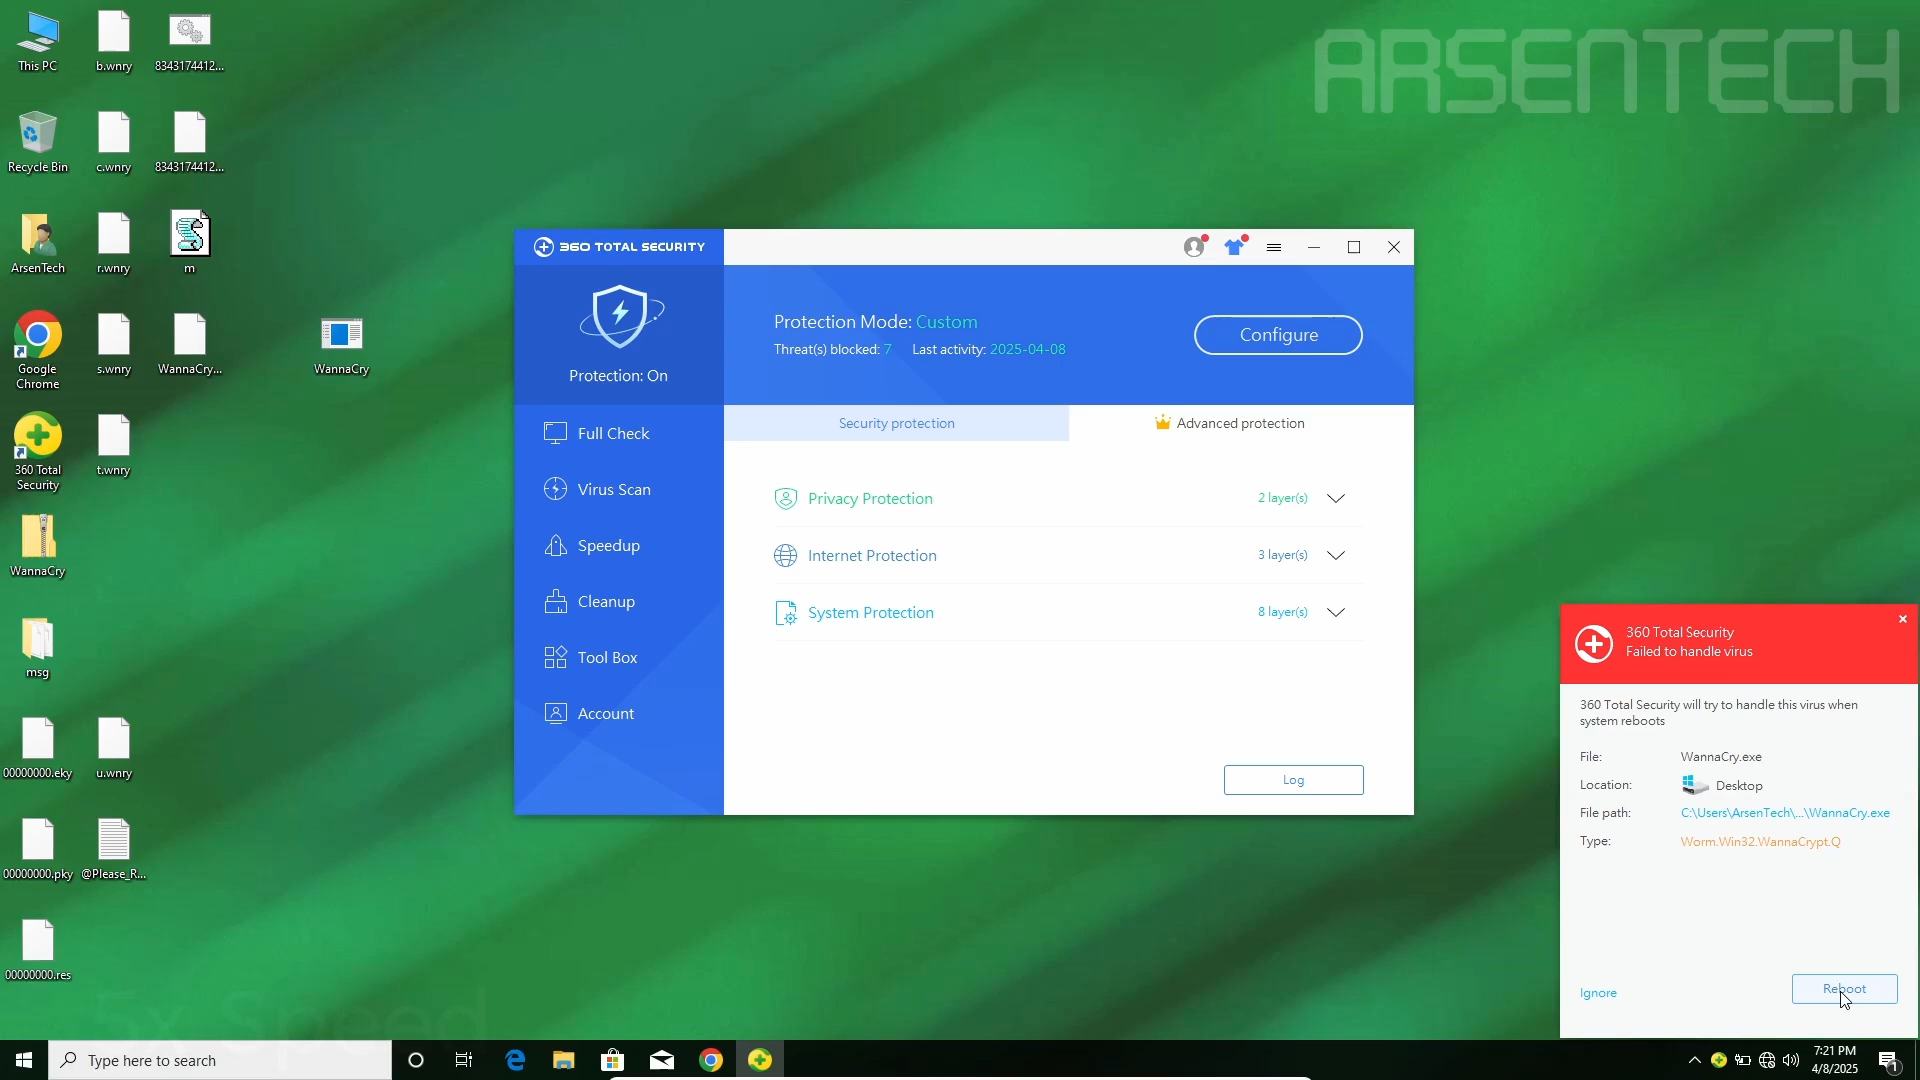 ARSENTECH
This PC
b.wnry
8343174412...
Recycle Bin
c.wnry
8343174412...
ArsenTech
r.wnry
m
Google
Chrome
s.wnry
WannaCry...
WannaCry
360 Total
Security
t.wnry
WannaCry
msg
00000000.eky
u.wnry
00000000.pky
@Please_R...
00000000.res
5x Speed
360 TOTAL SECURITY
Protection: On
Full Check
Virus Scan
Speedup
Cleanup
Tool Box
Account
Protection Mode: Custom
Threat(s) blocked: 7 Last activity: 2025-04-08
Configure
Security protection
Advanced protection
Privacy Protection
2 layer(s)
Internet Protection
3 layer(s)
System Protection
8 layer(s)
Log
360 Total Security
Failed to handle virus
360 Total Security will try to handle this virus when
system reboots
File: WannaCry.exe
Location: Desktop
File path: C:\Users\ArsenTech\...\WannaCry.exe
Type: Worm.Win32.WannaCrypt.Q
Ignore
Reboot
Type here to search
7:21 PM
4/8/2025
1